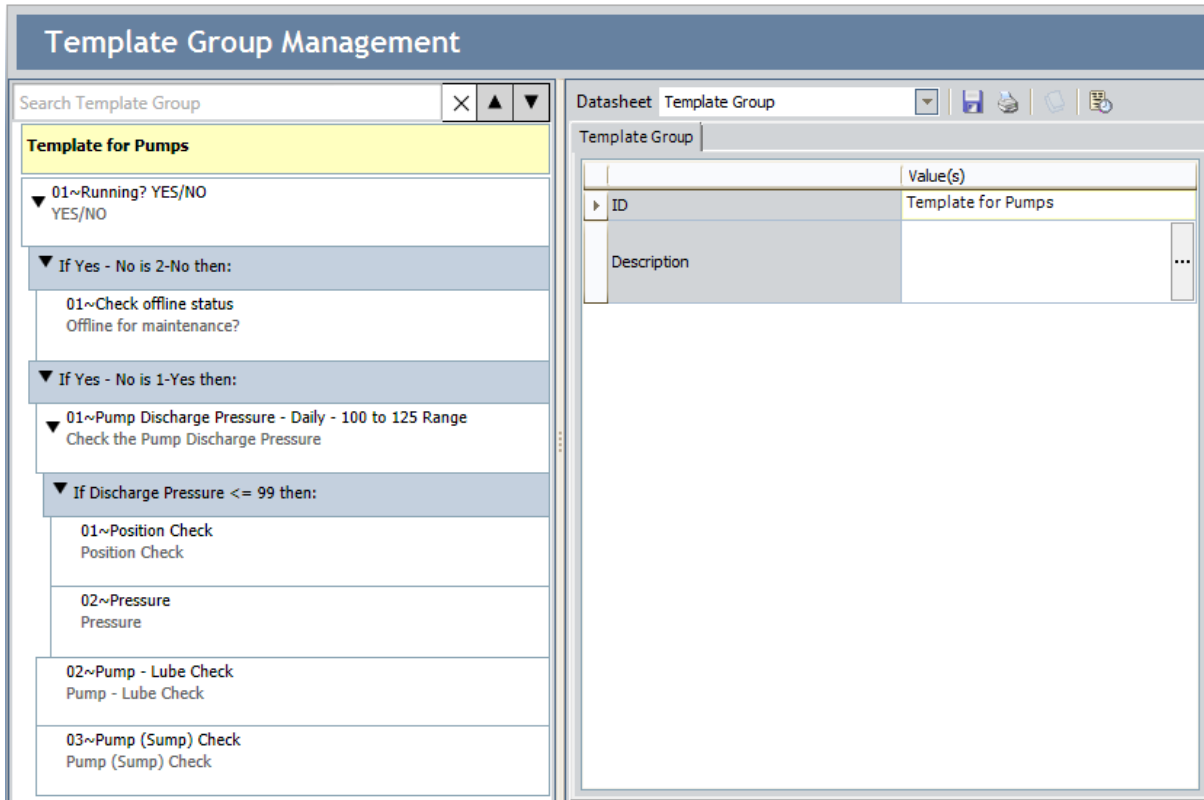 Template Group Management
Search Template Group
Template for Pumps
01~Running? YES/NO
YES/NO
If Yes - No is 2-No then:
01~Check offline status
Offline for maintenance?
If Yes - No is 1-Yes then:
01~Pump Discharge Pressure - Daily - 100 to 125 Range
Check the Pump Discharge Pressure
If Discharge Pressure <= 99 then:
01~Position Check
Position Check
02~Pressure
Pressure
02~Pump - Lube Check
Pump - Lube Check
03~Pump (Sump) Check
Pump (Sump) Check
Datasheet Template Group
Template Group
Value(s)
ID Template for Pumps
Description ...